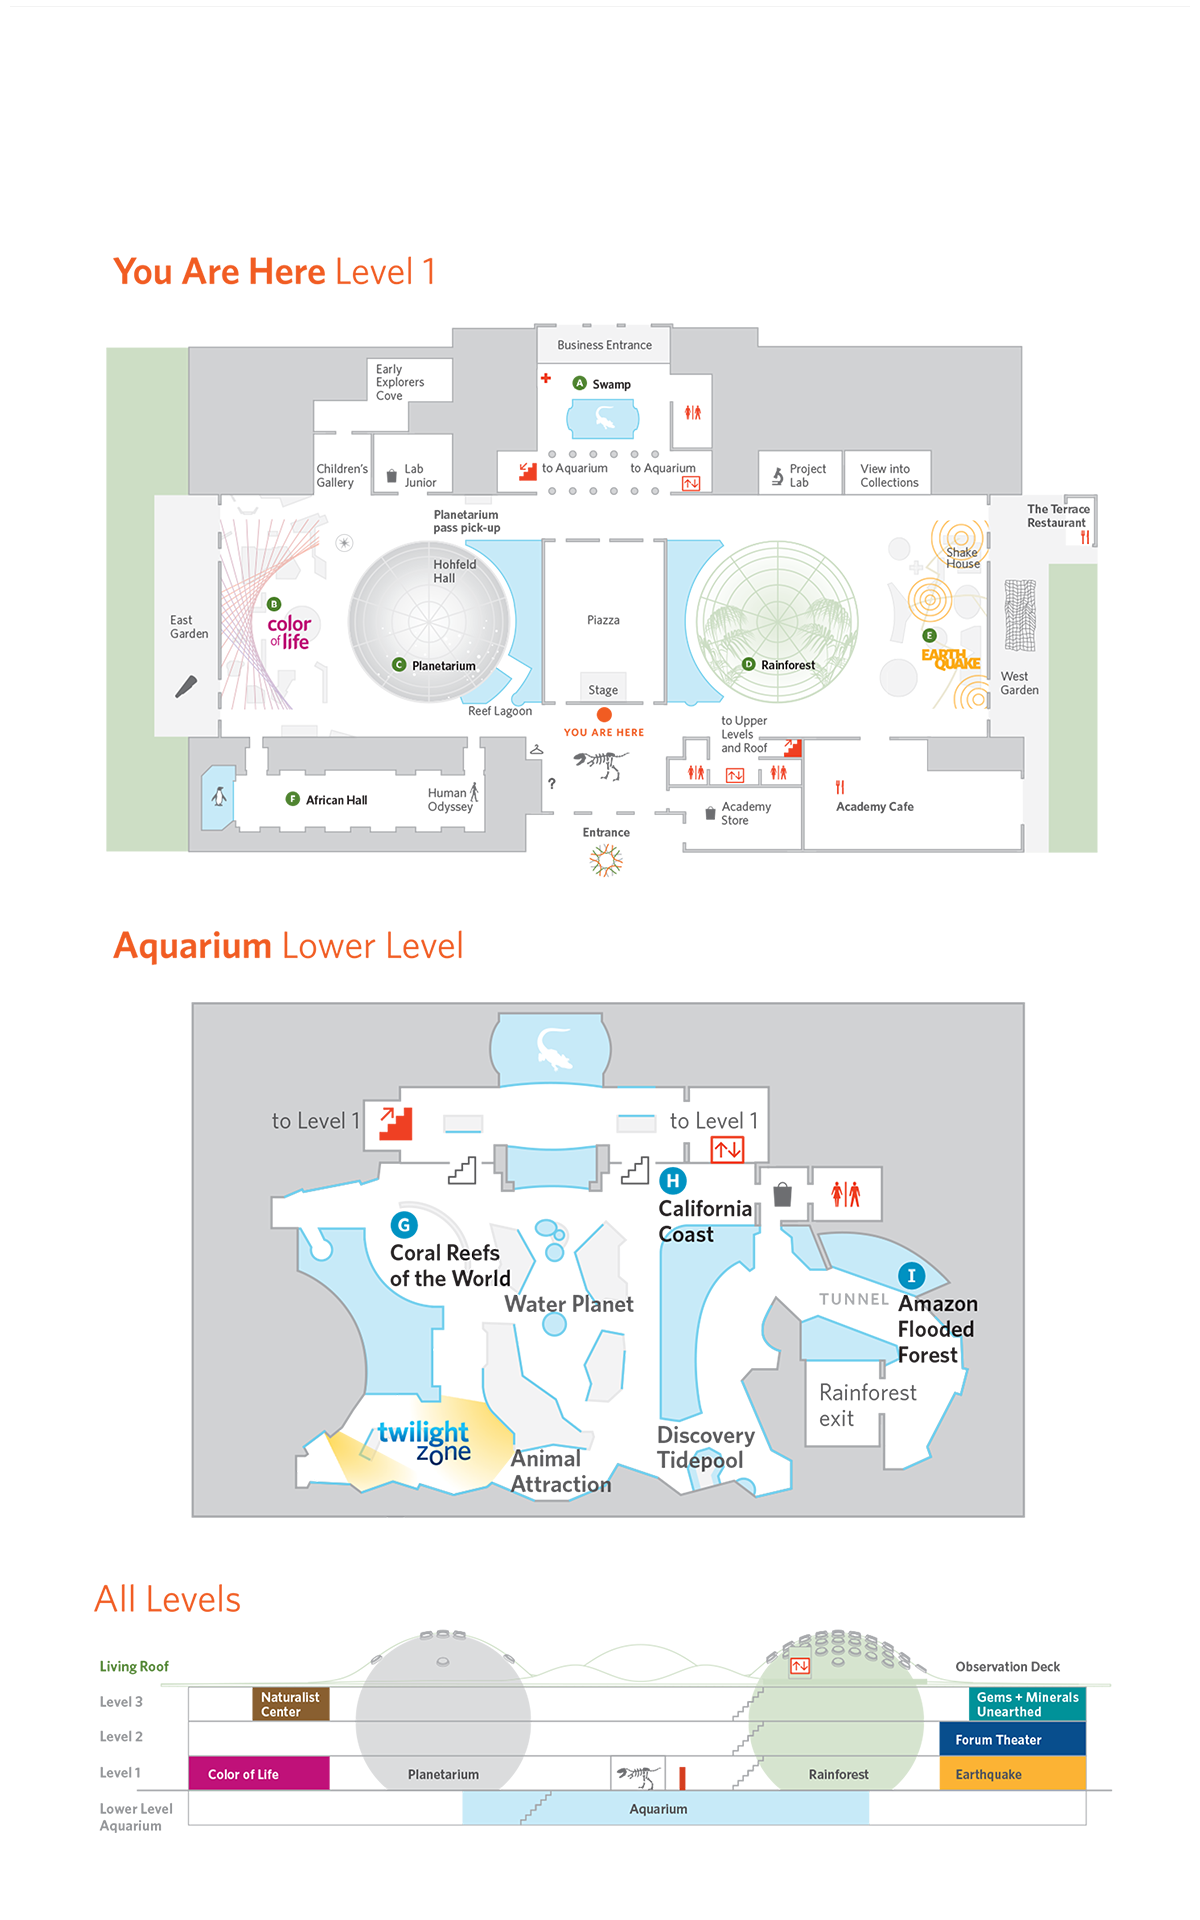 You Are Here Level 1
Business Entrance
Early
Explorers
Cove
A Swamp
Children's
Gallery
Lab
Junior
to Aquarium
to Aquarium
Project
Lab
View into
Collections
Planetarium
pass pick-up
The Terrace
Restaurant
Hohfeld
Hall
Shake
House
B
color
of life
East
Garden
Piazza
E
EARTH
QUAKE
C Planetarium
D Rainforest
West
Garden
Stage
Reef Lagoon
YOU ARE HERE
to Upper
Levels
and Roof
?
F African Hall
Human
Odyssey
Academy
Store
Academy Cafe
Entrance
Aquarium Lower Level
to Level 1
to Level 1
H
California
Coast
G
Coral Reefs
of the World
Water Planet
TUNNEL
I
Amazon
Flooded
Forest
Rainforest
exit
twilight
zone
Animal
Attraction
Discovery
Tidepool
All Levels
Living Roof
Observation Deck
Level 3
Naturalist
Center
Gems + Minerals
Unearthed
Level 2
Forum Theater
Level 1
Color of Life
Planetarium
Rainforest
Earthquake
Lower Level
Aquarium
Aquarium